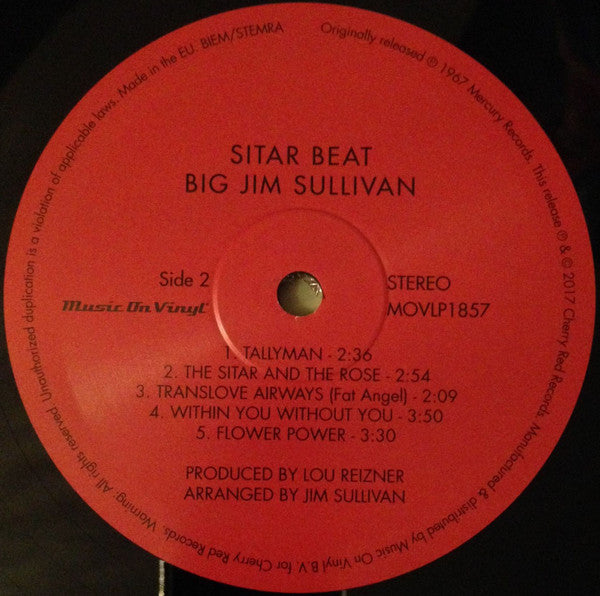 SITAR BEAT
BIG JIM SULLIVAN
Side 2
STEREO
Music On Vinyl
MOVLP1857
1. TALLYMAN - 2:36
2. THE SITAR AND THE ROSE - 2:54
3. TRANSLOVE AIRWAYS (Fat Angel) - 2:09
4. WITHIN YOU WITHOUT YOU - 3:50
5. FLOWER POWER - 3:30
PRODUCED BY LOU REIZNER
ARRANGED BY JIM SULLIVAN
Originally released ℗ 1967 Mercury Records. This release ℗ & © 2017 Cherry Red Records. Manufactured & distributed by Music On Vinyl B.V. for Cherry Red Records. Warning. All rights reserved. Unauthorized duplication is a violation of applicable laws. Made in the EU. BIEM/STEMRA